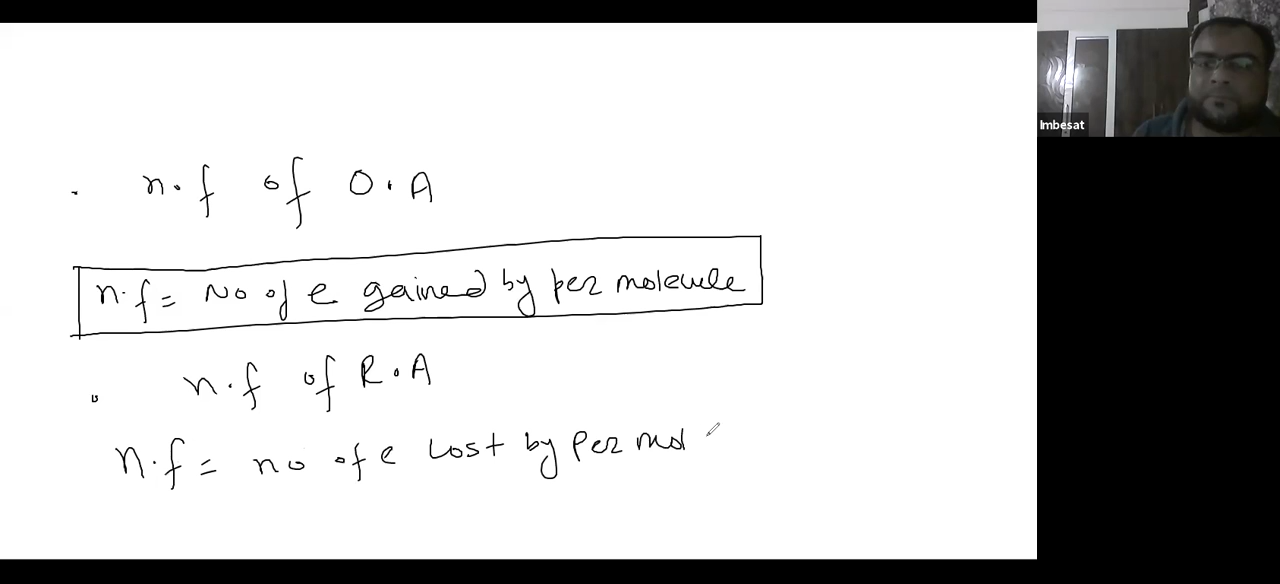 n.f of O.A
n.f = No of e gained by per molecule
n.f of R.A
n.f = no of e lost by per mol
Imbesat